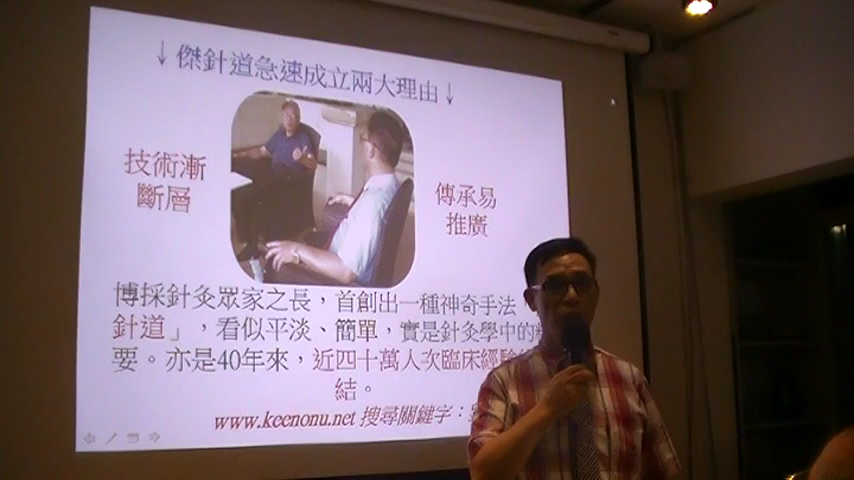 ↓傑針道急速成立兩大理由↓
技術漸
斷層
傳承易
推廣
博採針灸眾家之長，首創出一種神奇手法
針道」，看似平淡、簡單，實是針灸學中的
要。亦是40年來，近四十萬人次臨床經驗
結。
www.keenonu.net 搜尋關鍵字：